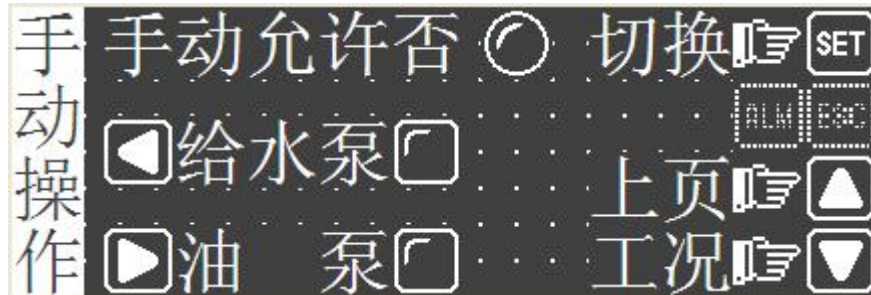 手动操作
手动允许否 切换 SET
ALM ESC
给水泵
上页
油 泵 工况